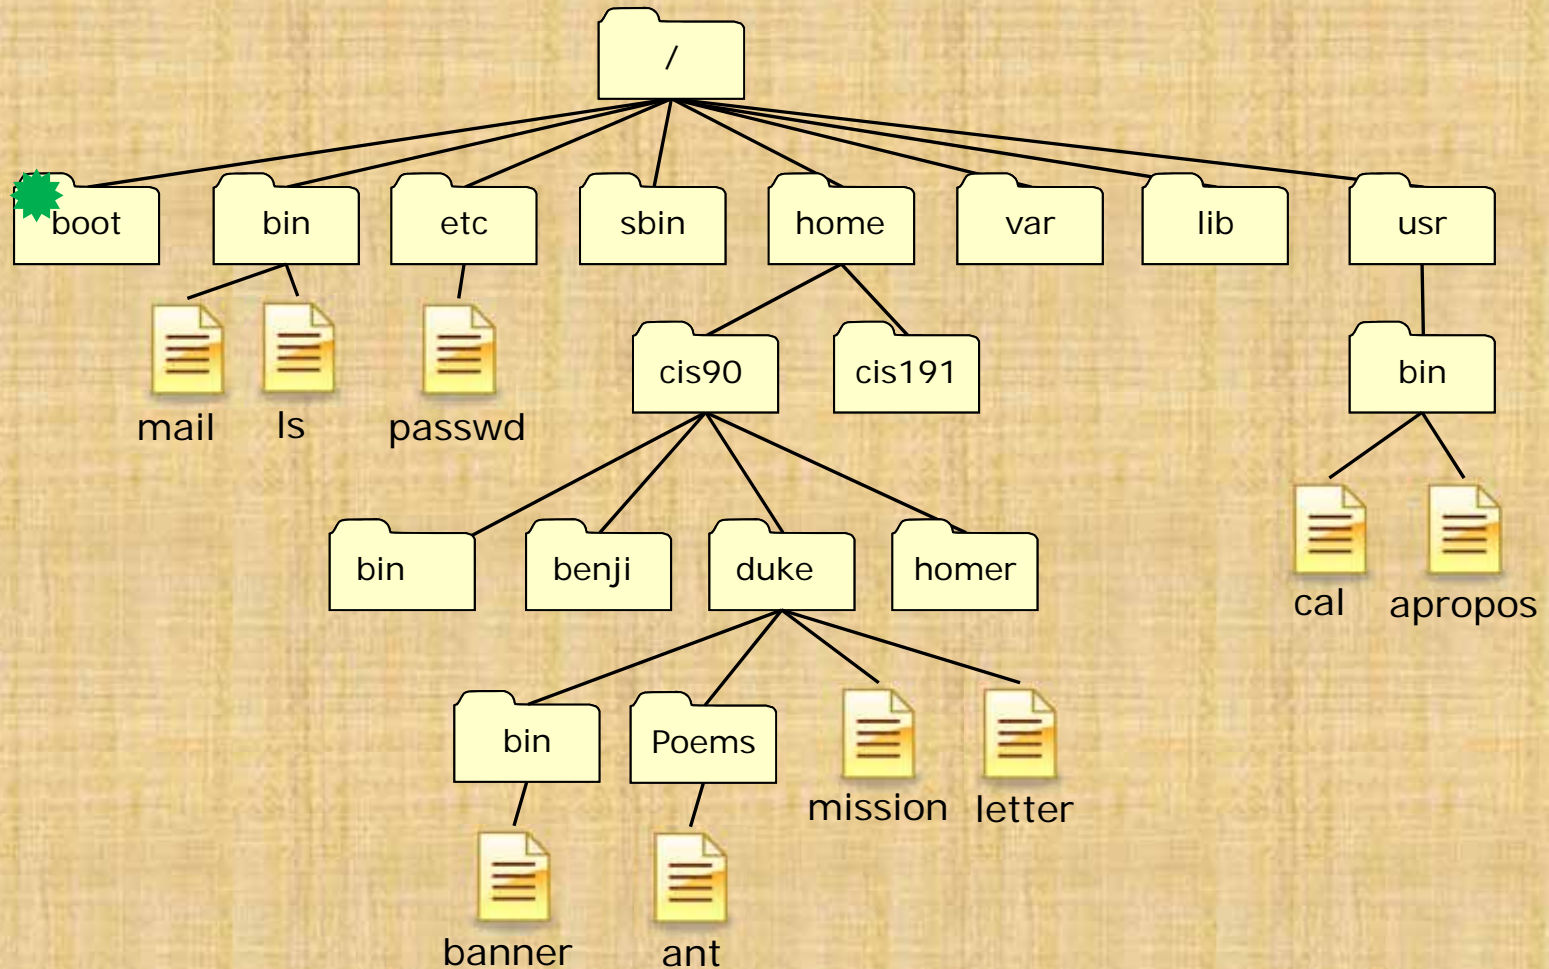 /
boot bin etc sbin home var lib usr
mail ls passwd
cis90 cis191 bin
bin benji duke homer
cal apropos
bin Poems
mission letter
banner ant